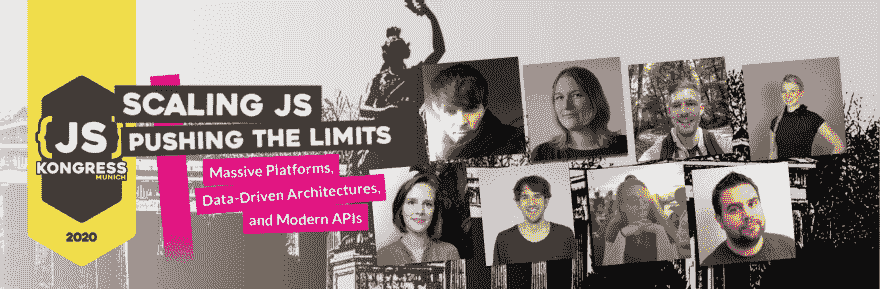 SCALING JS
PUSHING THE LIMITS
Massive Platforms,
Data-Driven Architectures,
and Modern APIs
{JS}
KONGRESS
MUNICH
2020